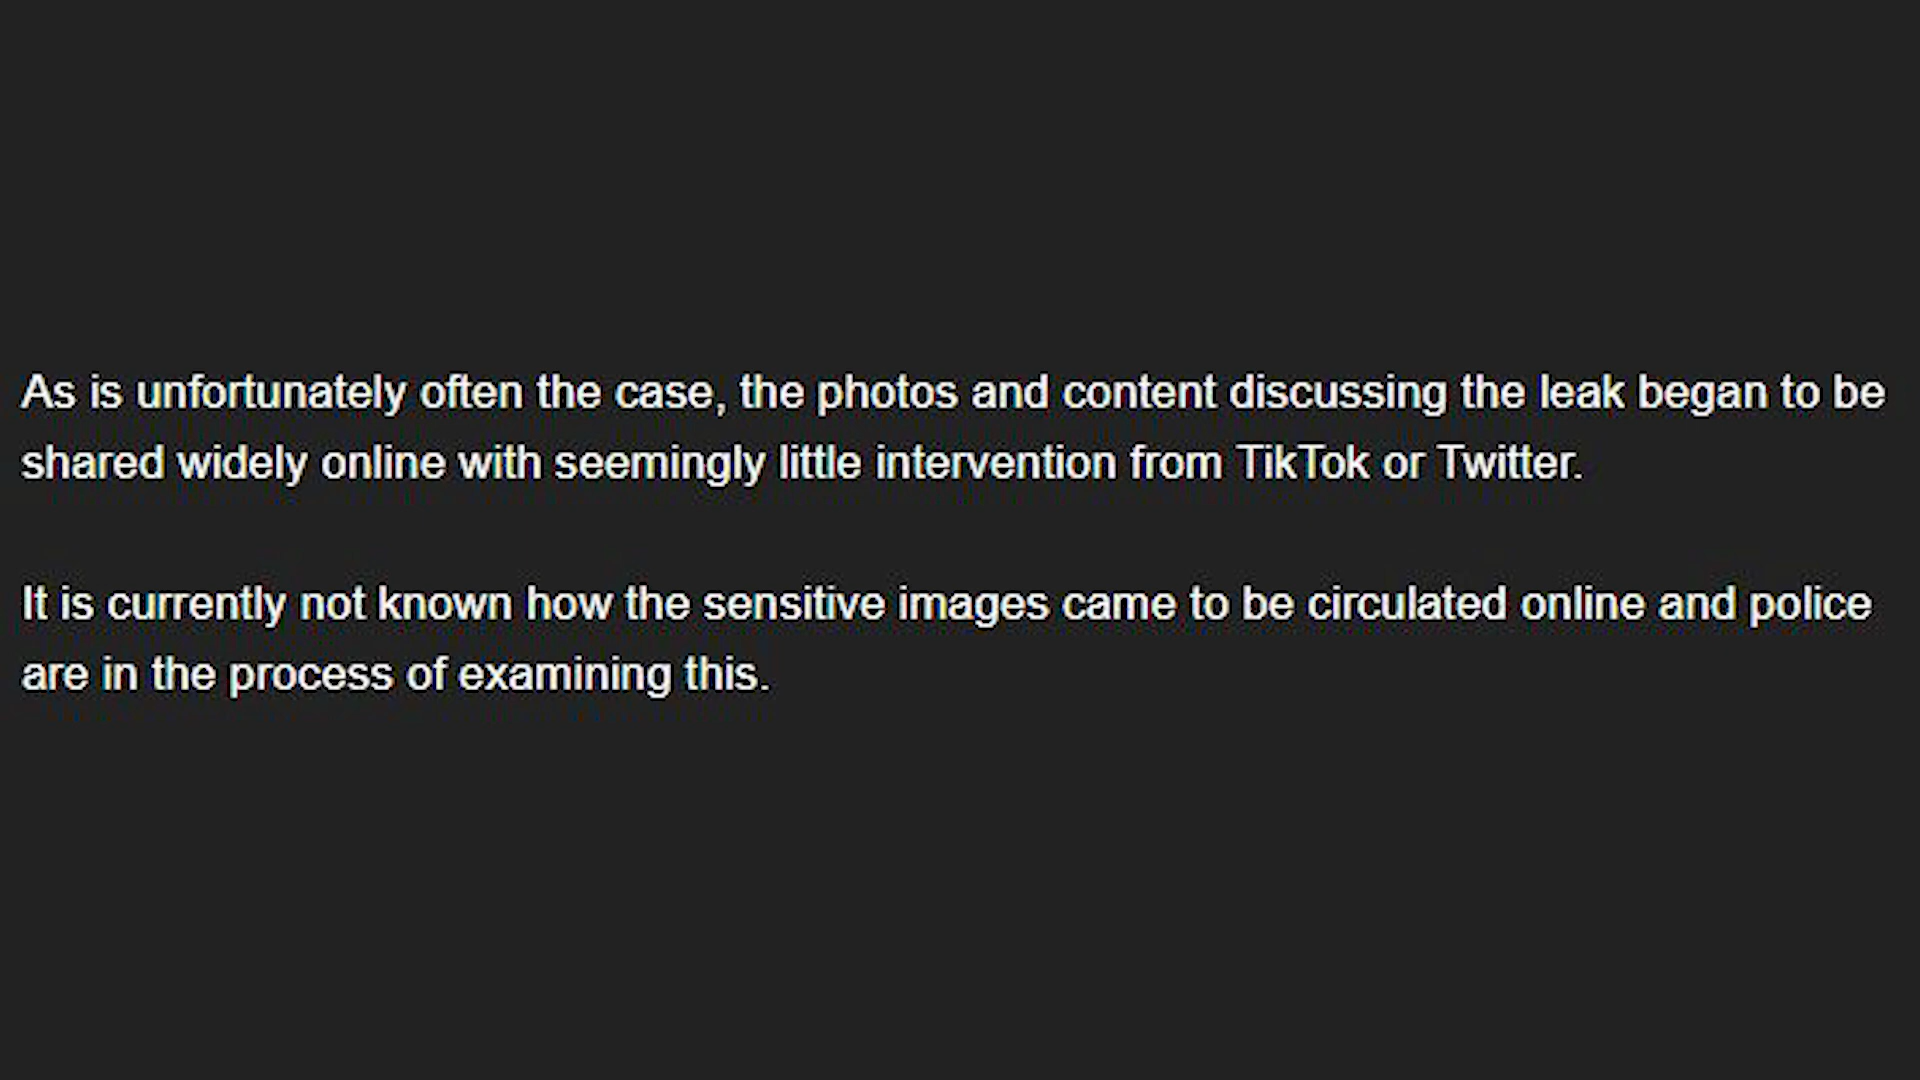 As is unfortunately often the case, the photos and content discussing the leak began to be
shared widely online with seemingly little intervention from TikTok or Twitter.
It is currently not known how the sensitive images came to be circulated online and police
are in the process of examining this.